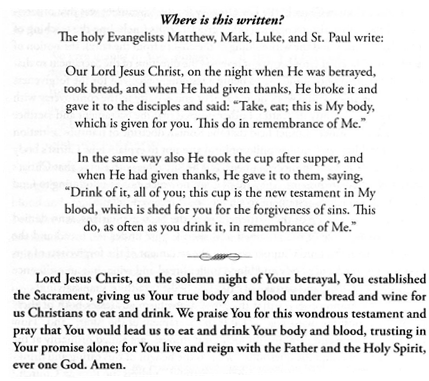 Where is this written?
The holy Evangelists Matthew, Mark, Luke, and St. Paul write:
Our Lord Jesus Christ, on the night when He was betrayed,
took bread, and when He had given thanks, He broke it and
gave it to the disciples and said: “Take, eat; this is My body,
which is given for you. This do in remembrance of Me.”
In the same way also He took the cup after supper, and
when He had given thanks, He gave it to them, saying,
“Drink of it, all of you; this cup is the new testament in My
blood, which is shed for you for the forgiveness of sins. This
do, as often as you drink it, in remembrance of Me.”
Lord Jesus Christ, on the solemn night of Your betrayal, You established
the Sacrament, giving us Your true body and blood under bread and wine for
us Christians to eat and drink. We praise You for this wondrous testament and
pray that You would lead us to eat and drink Your body and blood, trusting in
Your promise alone; for You live and reign with the Father and the Holy Spirit,
ever one God. Amen.